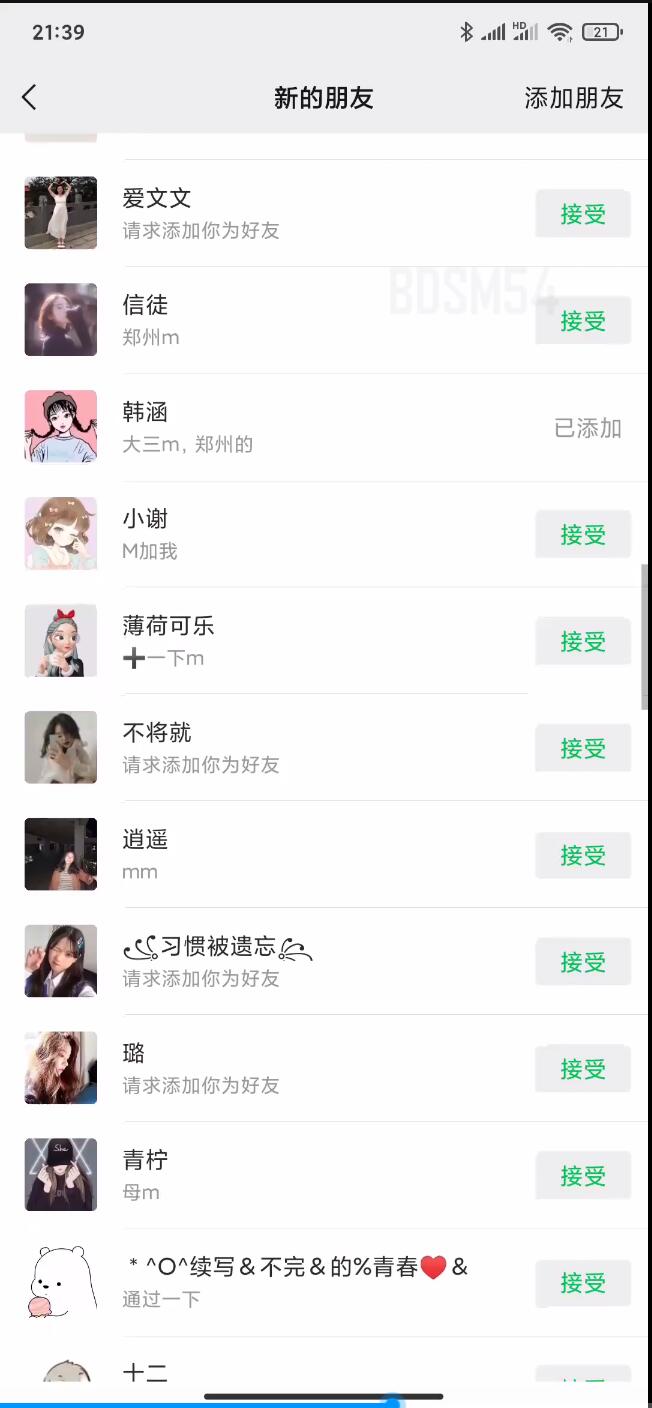 21:39
HD
21
新的朋友
添加朋友
爱文文
请求添加你为好友
接受
BDSM54
信徒
郑州m
接受
韩涵
大三m, 郑州的
已添加
小谢
M加我
接受
薄荷可乐
➕一下m
接受
不将就
请求添加你为好友
接受
逍遥
mm
接受
习惯被遗忘
请求添加你为好友
接受
璐
请求添加你为好友
接受
She
青柠
母m
接受
* ^O^续写&不完&的%青春❤&
通过一下
接受
十二